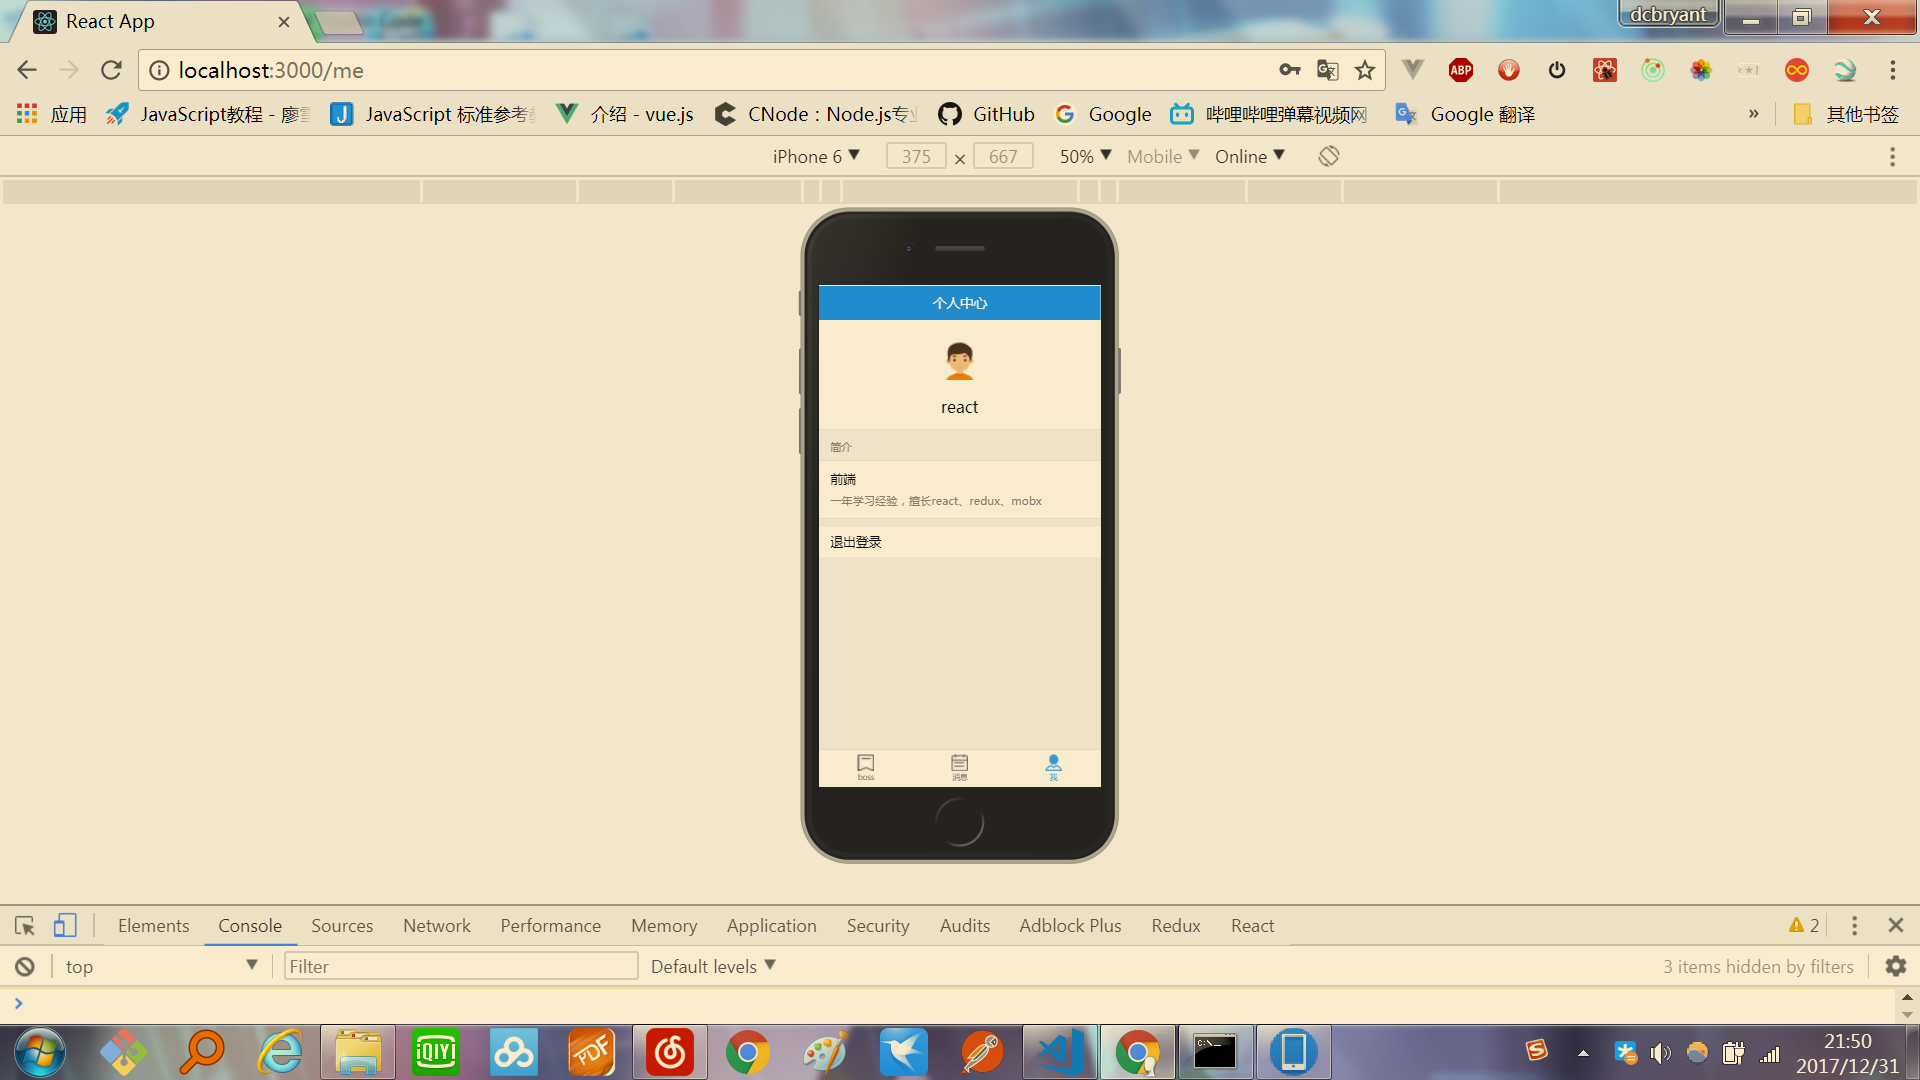 React App
dcbryant
localhost:3000/me
ABP
应用
JavaScript教程 - 廖雪
JavaScript 标准参考教
介绍 - vue.js
CNode：Node.js专业
GitHub
Google
哔哩哔哩弹幕视频网
Google 翻译
»
其他书签
iPhone 6 375 × 667 50% Mobile Online
个人中心
react
简介
前端
一年学习经验，擅长react、redux、mobx
退出登录
boss 消息 我
Elements Console Sources Network Performance Memory Application Security Audits Adblock Plus Redux React 2
top Filter Default levels 3 items hidden by filters
iQIYI
PDF
21:50
2017/12/31